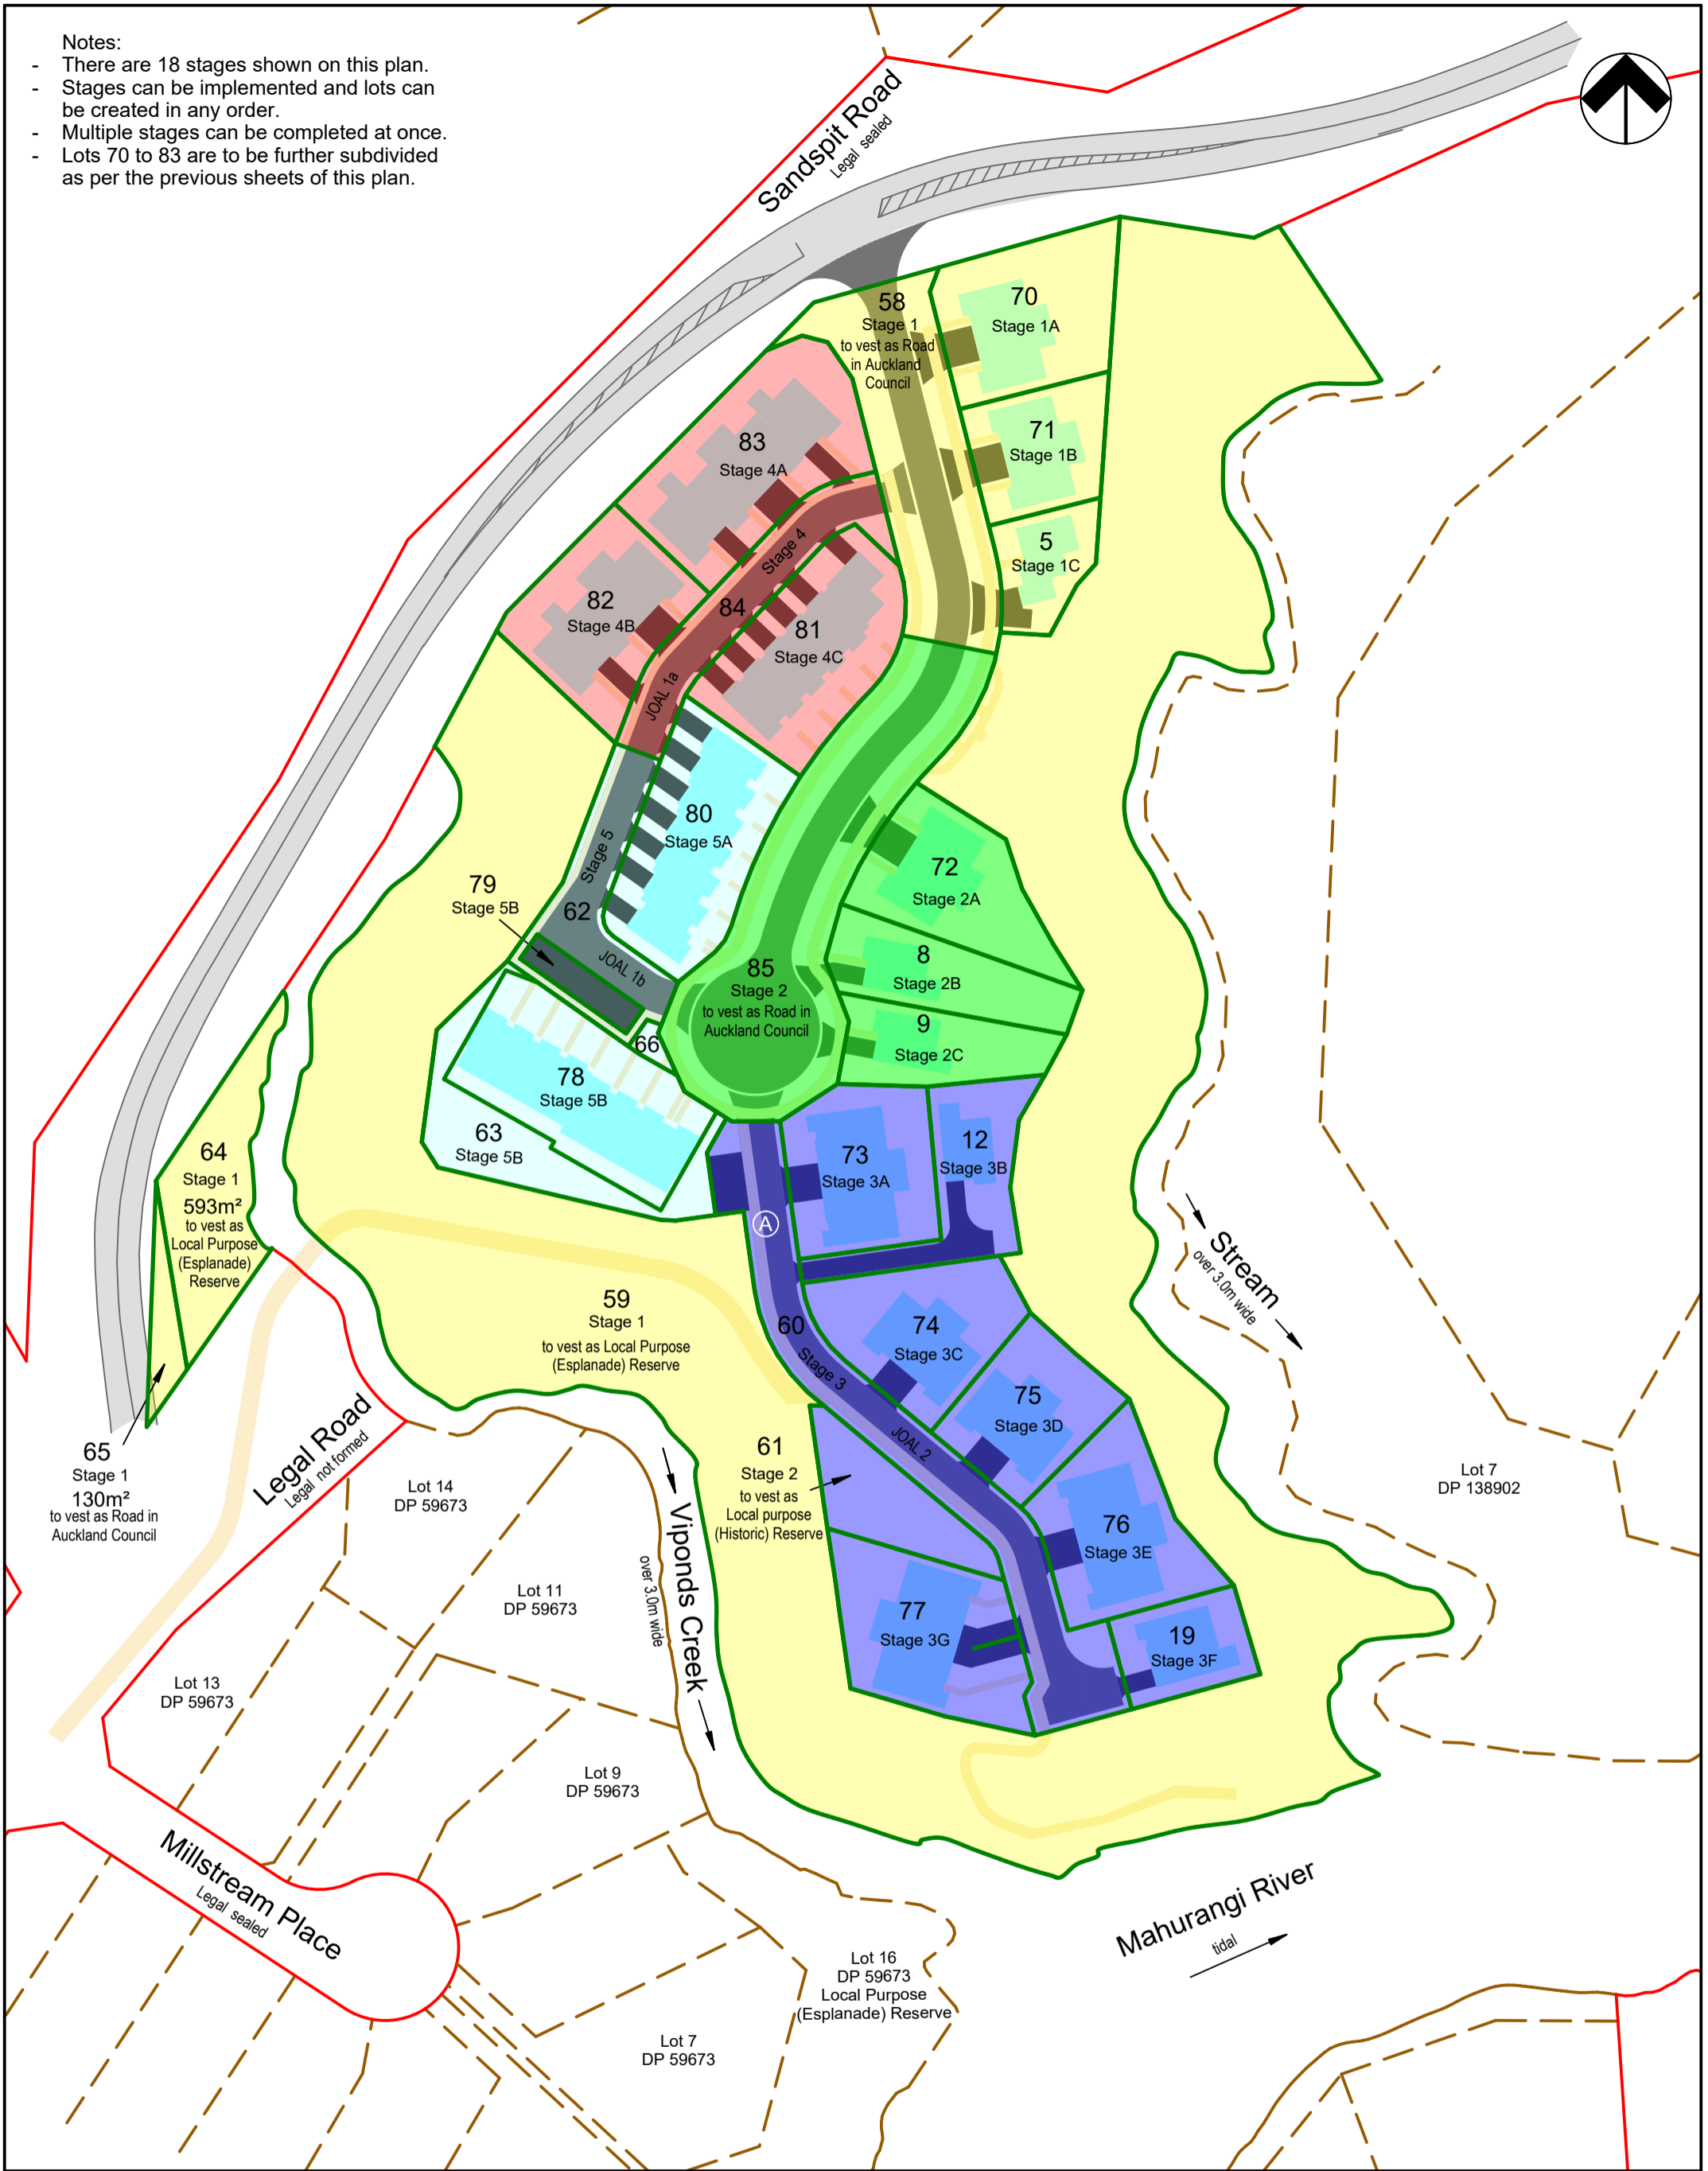 Notes:
- There are 18 stages shown on this plan.
- Stages can be implemented and lots can
be created in any order.
- Multiple stages can be completed at once.
- Lots 70 to 83 are to be further subdivided
as per the previous sheets of this plan.
Sandspit Road
Legal sealed
58
Stage 1
to vest as Road
in Auckland
Council
70
Stage 1A
71
Stage 1B
5
Stage 1C
83
Stage 4A
82
Stage 4B
84
Stage 4
81
Stage 4C
JOAL 1a
80
Stage 5A
Stage 5
79
Stage 5B
62
JOAL 1b
66
72
Stage 2A
8
Stage 2B
9
Stage 2C
85
Stage 2
to vest as Road in
Auckland Council
78
Stage 5B
63
Stage 5B
64
Stage 1
593m²
to vest as
Local Purpose
(Esplanade)
Reserve
73
Stage 3A
12
Stage 3B
A
59
Stage 1
to vest as Local Purpose
(Esplanade) Reserve
60
Stage 3
JOAL 2
74
Stage 3C
75
Stage 3D
Stream
over 3.0m wide
65
Stage 1
130m²
to vest as Road in
Auckland Council
Legal Road
Legal not formed
61
Stage 2
to vest as
Local purpose
(Historic) Reserve
76
Stage 3E
77
Stage 3G
19
Stage 3F
Lot 7
DP 138902
Lot 14
DP 59673
Lot 11
DP 59673
Viponds Creek
over 3.0m wide
Lot 13
DP 59673
Lot 9
DP 59673
Millstream Place
Legal sealed
Mahurangi River
tidal
Lot 16
DP 59673
Local Purpose
(Esplanade) Reserve
Lot 7
DP 59673